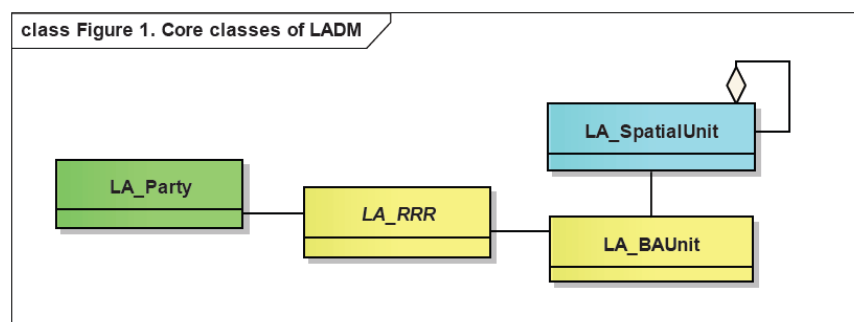 class Figure 1. Core classes of LADM
LA_SpatialUnit
LA_Party
LA_RRR
LA_BAUnit